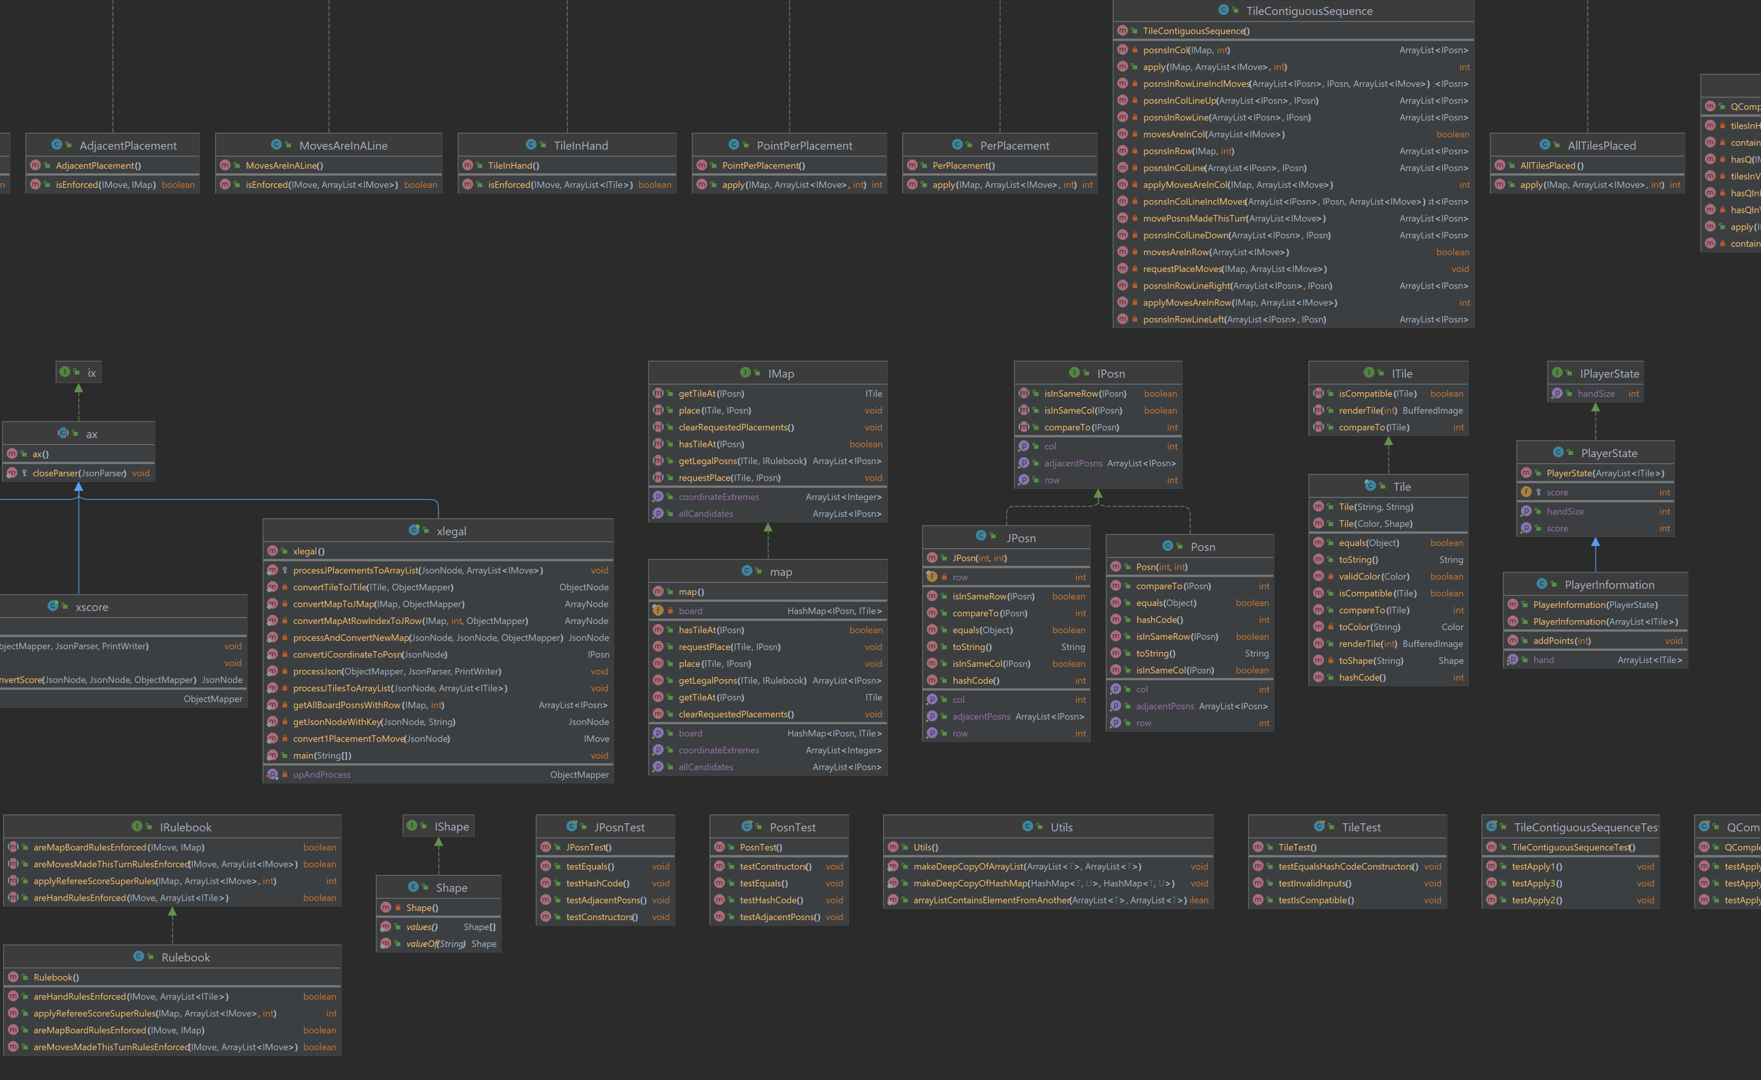 TileContiguousSequence
TileContiguousSequence()
posnsInCol(IMap, int) ArrayList<IPosn>
apply(IMap, ArrayList<IMove>, int) int
posnsInRowLineInclMoves(ArrayList<IPosn>, IPosn, ArrayList<IMove>) :<IPosn>
posnsInColLineUp(ArrayList<IPosn>, IPosn) ArrayList<IPosn>
posnsInRowLine(ArrayList<IPosn>, IPosn) ArrayList<IPosn>
movesAreInCol(ArrayList<IMove>) boolean
posnsInRow(IMap, int) ArrayList<IPosn>
posnsInColLine(ArrayList<IPosn>, IPosn) ArrayList<IPosn>
applyMovesAreInCol(IMap, ArrayList<IMove>) int
posnsInColLineInclMoves(ArrayList<IPosn>, IPosn, ArrayList<IMove>) :t<IPosn>
movePosnsMadeThisTurn(ArrayList<IMove>) ArrayList<IPosn>
posnsInColLineDown(ArrayList<IPosn>, IPosn) ArrayList<IPosn>
movesAreInRow(ArrayList<IMove>) boolean
requestPlaceMoves(IMap, ArrayList<IMove>) void
posnsInRowLineRight(ArrayList<IPosn>, IPosn) ArrayList<IPosn>
applyMovesAreInRow(IMap, ArrayList<IMove>) int
posnsInRowLineLeft(ArrayList<IPosn>, IPosn) ArrayList<IPosn>
AdjacentPlacement
AdjacentPlacement()
isEnforced(IMove, IMap) boolean
MovesAreInALine
MovesAreInALine()
isEnforced(IMove, ArrayList<IMove>) boolean
TileInHand
TileInHand()
isEnforced(IMove, ArrayList<ITile>) boolean
PointPerPlacement
PointPerPlacement()
apply(IMap, ArrayList<IMove>, int) int
PerPlacement
PerPlacement()
apply(IMap, ArrayList<IMove>, int) int
AllTilesPlaced
AllTilesPlaced()
apply(IMap, ArrayList<IMove>, int) int
QComp
tilesInH
contain
hasQ(I
tilesInV
hasQInl
hasQInV
apply(I
contain
ix
ax
ax()
closeParser(JsonParser) void
xscore
bjectMapper, JsonParser, PrintWriter) void
void
nvertScore(JsonNode, JsonNode, ObjectMapper) JsonNode
ObjectMapper
xlegal
xlegal()
processJPlacementsToArrayList(JsonNode, ArrayList<IMove>) void
convertTileToJTile(ITile, ObjectMapper) ObjectNode
convertMapToJMap(IMap, ObjectMapper) ArrayNode
convertMapAtRowIndexToJRow(IMap, int, ObjectMapper) ArrayNode
processAndConvertNewMap(JsonNode, JsonNode, ObjectMapper) JsonNode
convertJCoordinateToPosn(JsonNode) IPosn
processJson(ObjectMapper, JsonParser, PrintWriter) void
processJTilesToArrayList(JsonNode, ArrayList<ITile>) void
getAllBoardPosnsWithRow(IMap, int) ArrayList<IPosn>
getJsonNodeWithKey(JsonNode, String) JsonNode
convert1PlacementToMove(JsonNode) IMove
main(String[]) void
upAndProcess ObjectMapper
IMap
getTileAt(IPosn) ITile
place(ITile, IPosn) void
clearRequestedPlacements() void
hasTileAt(IPosn) boolean
getLegalPosns(ITile, IRulebook) ArrayList<IPosn>
requestPlace(ITile, IPosn) void
coordinateExtremes ArrayList<Integer>
allCandidates ArrayList<IPosn>
map
map()
board HashMap<IPosn, ITile>
hasTileAt(IPosn) boolean
requestPlace(ITile, IPosn) void
place(ITile, IPosn) void
getLegalPosns(ITile, IRulebook) ArrayList<IPosn>
getTileAt(IPosn) ITile
clearRequestedPlacements() void
board HashMap<IPosn, ITile>
coordinateExtremes ArrayList<Integer>
allCandidates ArrayList<IPosn>
IPosn
isInSameRow(IPosn) boolean
isInSameCol(IPosn) boolean
compareTo(IPosn) int
col int
adjacentPosns ArrayList<IPosn>
row int
JPosn
JPosn(int, int)
row int
isInSameRow(IPosn) boolean
compareTo(IPosn) int
equals(Object) boolean
toString() String
isInSameCol(IPosn) boolean
hashCode() int
col int
adjacentPosns ArrayList<IPosn>
row int
Posn
Posn(int, int)
compareTo(IPosn) int
equals(Object) boolean
hashCode() int
isInSameRow(IPosn) boolean
toString() String
isInSameCol(IPosn) boolean
col int
adjacentPosns ArrayList<IPosn>
row int
ITile
isCompatible(ITile) boolean
renderTile(int) BufferedImage
compareTo(ITile) int
Tile
Tile(String, String)
Tile(Color, Shape)
equals(Object) boolean
toString() String
validColor(Color) boolean
isCompatible(ITile) boolean
compareTo(ITile) int
toColor(String) Color
renderTile(int) BufferedImage
toShape(String) Shape
hashCode() int
IPlayerState
handSize int
PlayerState
PlayerState(ArrayList<ITile>)
score int
handSize int
score int
PlayerInformation
PlayerInformation(PlayerState)
PlayerInformation(ArrayList<ITile>)
addPoints(int) void
hand ArrayList<ITile>
IRulebook
areMapBoardRulesEnforced(IMove, IMap) boolean
areMovesMadeThisTurnRulesEnforced(IMove, ArrayList<IMove>) boolean
applyRefereeScoreSuperRules(IMap, ArrayList<IMove>, int) int
areHandRulesEnforced(IMove, ArrayList<ITile>) boolean
Rulebook
Rulebook()
areHandRulesEnforced(IMove, ArrayList<ITile>) boolean
applyRefereeScoreSuperRules(IMap, ArrayList<IMove>, int) int
areMapBoardRulesEnforced(IMove, IMap) boolean
areMovesMadeThisTurnRulesEnforced(IMove, ArrayList<IMove>) boolean
IShape
Shape
Shape()
values() Shape[]
valueOf(String) Shape
JPosnTest
JPosnTest()
testEquals() void
testHashCode() void
testAdjacentPosns() void
testConstructors() void
PosnTest
PosnTest()
testConstructors() void
testEquals() void
testHashCode() void
testAdjacentPosns() void
Utils
Utils()
makeDeepCopyOfArrayList(ArrayList<T>, ArrayList<T>) void
makeDeepCopyOfHashMap(HashMap<T, U>, HashMap<T, U>) void
arrayListContainsElementFromAnother(ArrayList<T>, ArrayList<T>) lean
TileTest
TileTest()
testEqualsHashCodeConstructors() void
testInvalidInputs() void
testIsCompatible() void
TileContiguousSequenceTes
TileContiguousSequenceTest()
testApply1() void
testApply3() void
testApply2() void
QCom
QComple
testApply
testApply
testApply